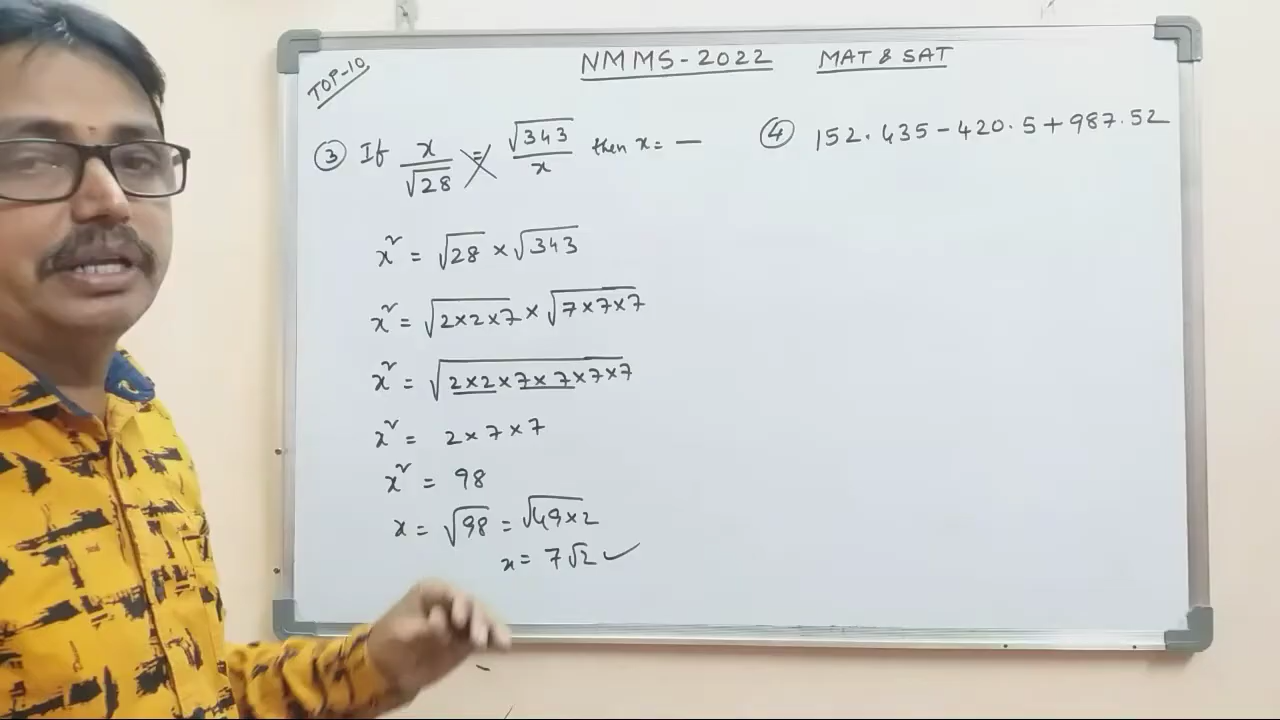 TOP-10
NMMS-2022 MAT & SAT
③ If x/√28 = √343/x then x = —
x² = √28 × √343
x² = √2×2×7 × √7×7×7
x² = √2×2×7×7×7×7
x² = 2×7×7
x² = 98
x = √98 = √49×2
x = 7√2 ✓
④ 152.435 - 420.5 + 987.52